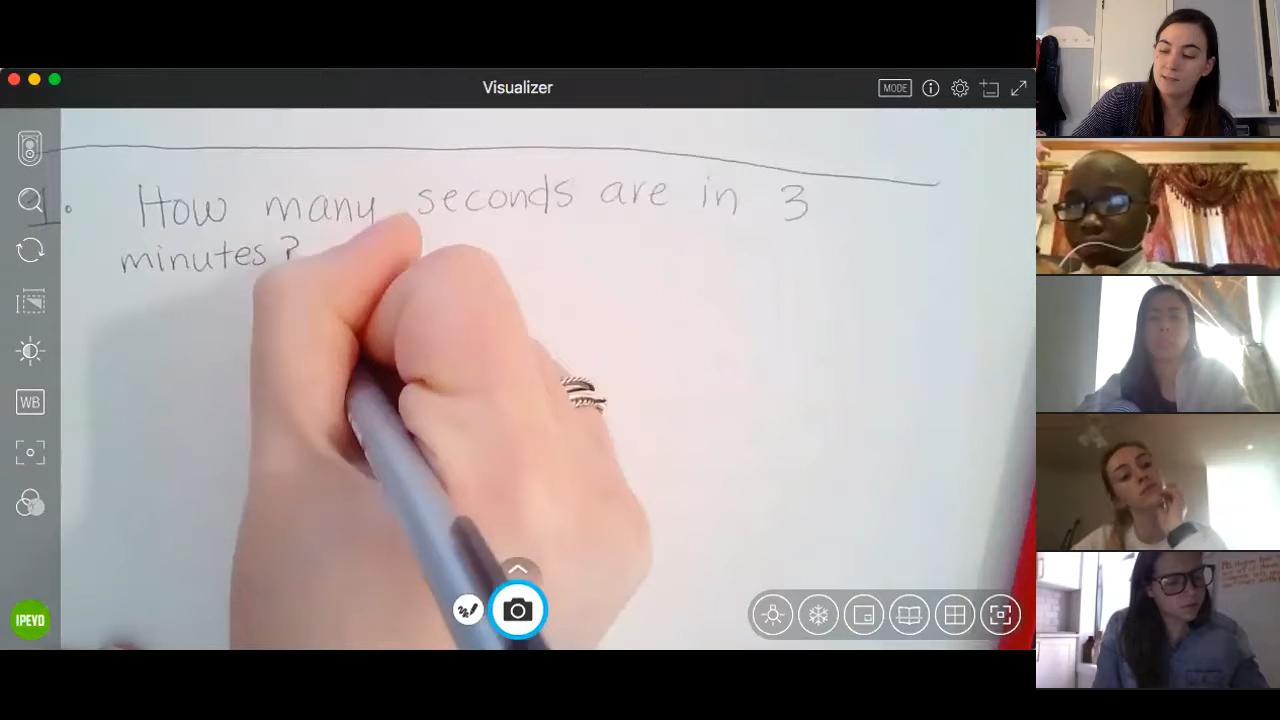 Visualizer
MODE
1. How many seconds are in 3
minutes?
WB
IPEVO